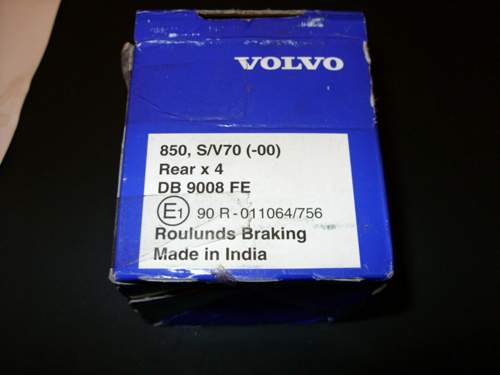 VOLVO
850, S/V70 (-00)
Rear x 4
DB 9008 FE
E1 90 R - 011064/756
Roulunds Braking
Made in India